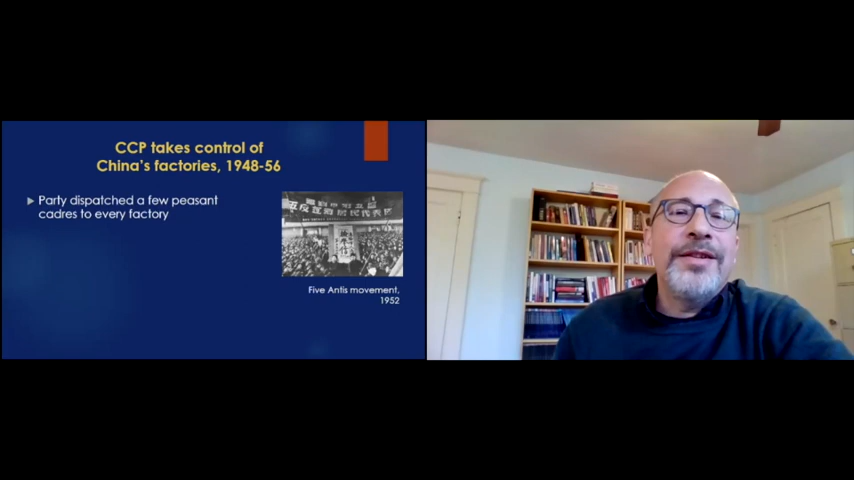 CCP takes control of
China's factories, 1948-56
Party dispatched a few peasant
cadres to every factory
Five Antis movement,
1952